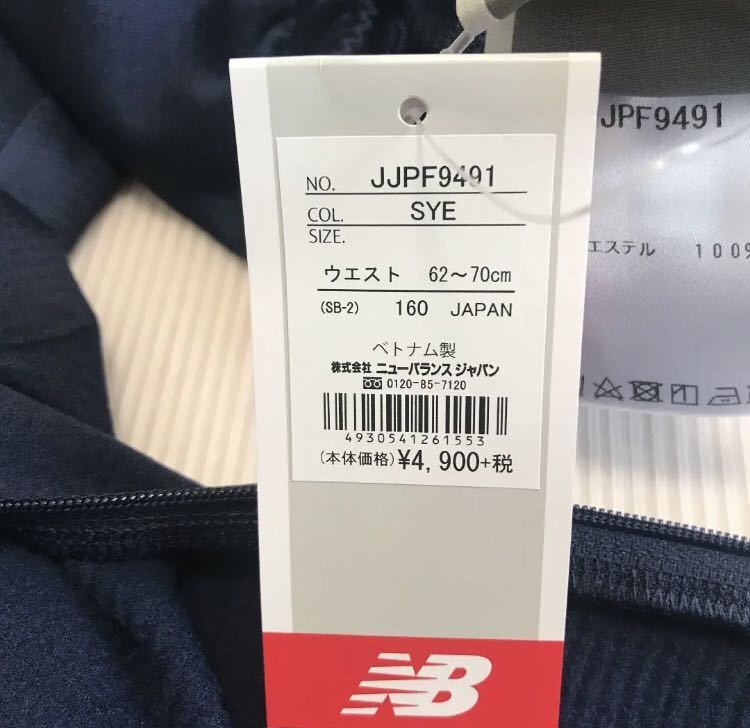 NO. JJPF9491
COL. SYE
SIZE.
ウエスト 62～70cm
(SB-2) 160 JAPAN
ベトナム製
株式会社 ニューバランス ジャパン
0120-85-7120
4930541261553
(本体価格) ¥4,900+税
NB
JPF9491
エステル 100%